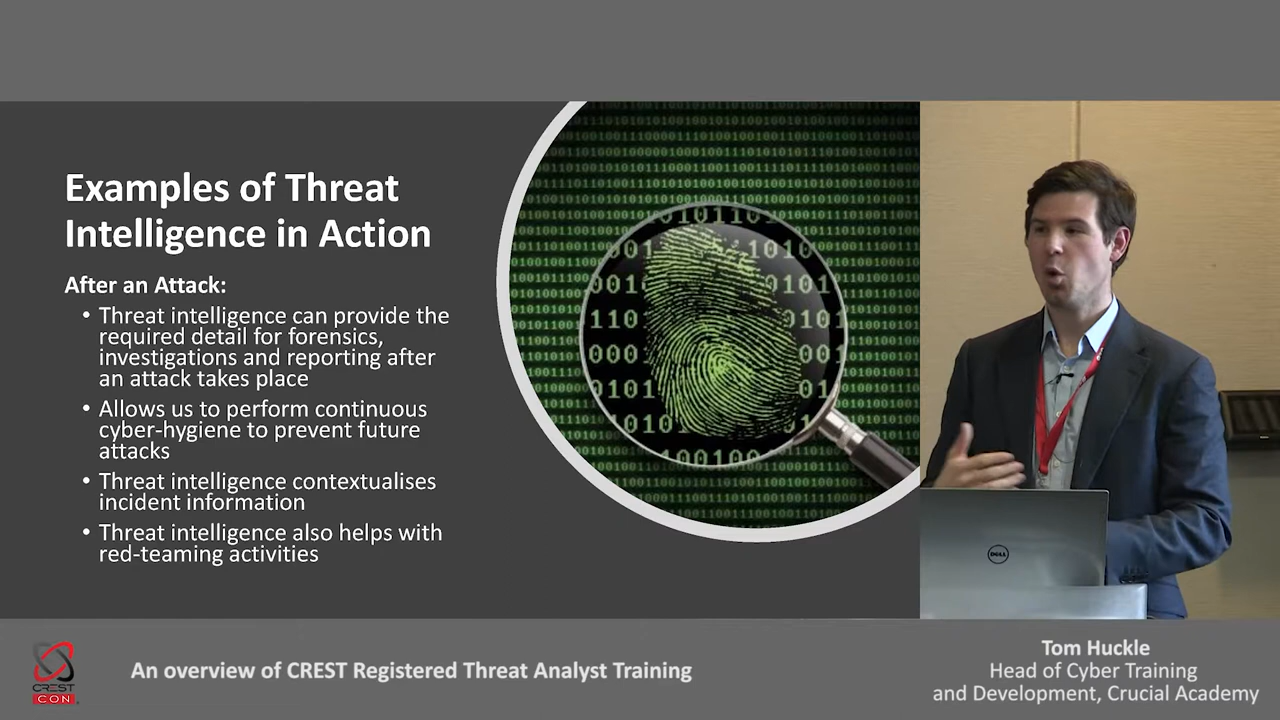 Examples of Threat
Intelligence in Action
After an Attack:
• Threat intelligence can provide the
required detail for forensics,
investigations and reporting after
an attack takes place
• Allows us to perform continuous
cyber-hygiene to prevent future
attacks
• Threat intelligence contextualises
incident information
• Threat intelligence also helps with
red-teaming activities
DELL
CREST
CON
An overview of CREST Registered Threat Analyst Training
Tom Huckle
Head of Cyber Training
and Development, Crucial Academy